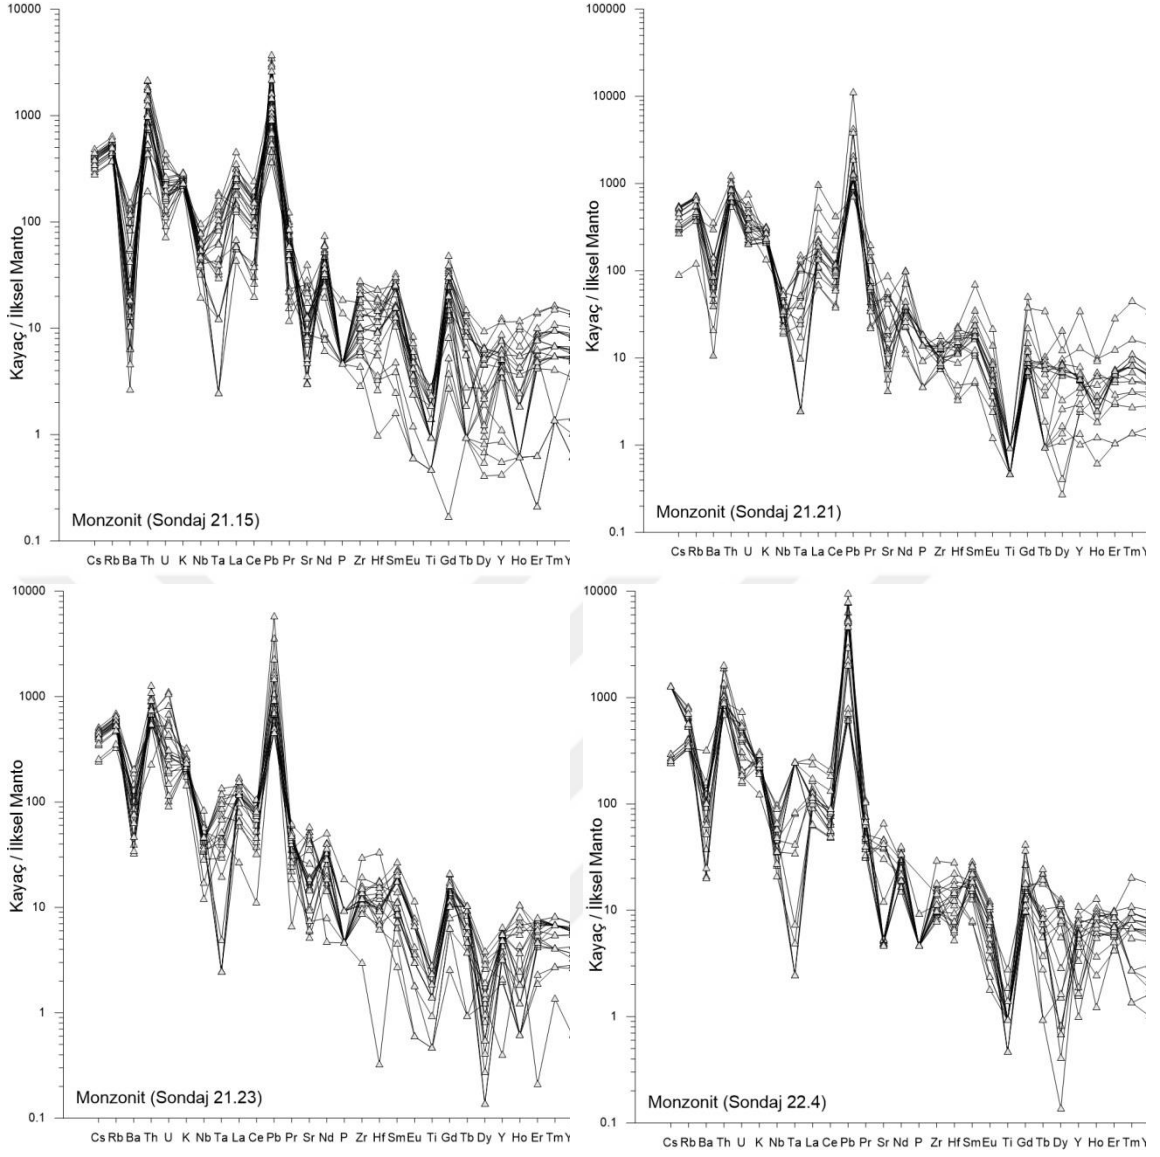 10000
1000
100
10
1
0.1
Kayaç / İlksel Manto
Monzonit (Sondaj 21.15)
Cs Rb Ba Th U K Nb Ta La Ce Pb Pr Sr Nd P Zr Hf Sm Eu Ti Gd Tb Dy Y Ho Er Tm Y
100000
10000
1000
100
10
1
0.1
Kayaç / İlksel Manto
Monzonit (Sondaj 21.21)
Cs Rb Ba Th U K Nb Ta La Ce Pb Pr Sr Nd P Zr Hf Sm Eu Ti Gd Tb Dy Y Ho Er Tm Y
10000
1000
100
10
1
0.1
Kayaç / İlksel Manto
Monzonit (Sondaj 21.23)
Cs Rb Ba Th U K Nb Ta La Ce Pb Pr Sr Nd P Zr Hf Sm Eu Ti Gd Tb Dy Y Ho Er Tm Y
10000
1000
100
10
1
0.1
Kayaç / İlksel Manto
Monzonit (Sondaj 22.4)
Cs Rb Ba Th U K Nb Ta La Ce Pb Pr Sr Nd P Zr Hf Sm Eu Ti Gd Tb Dy Y Ho Er Tm Y